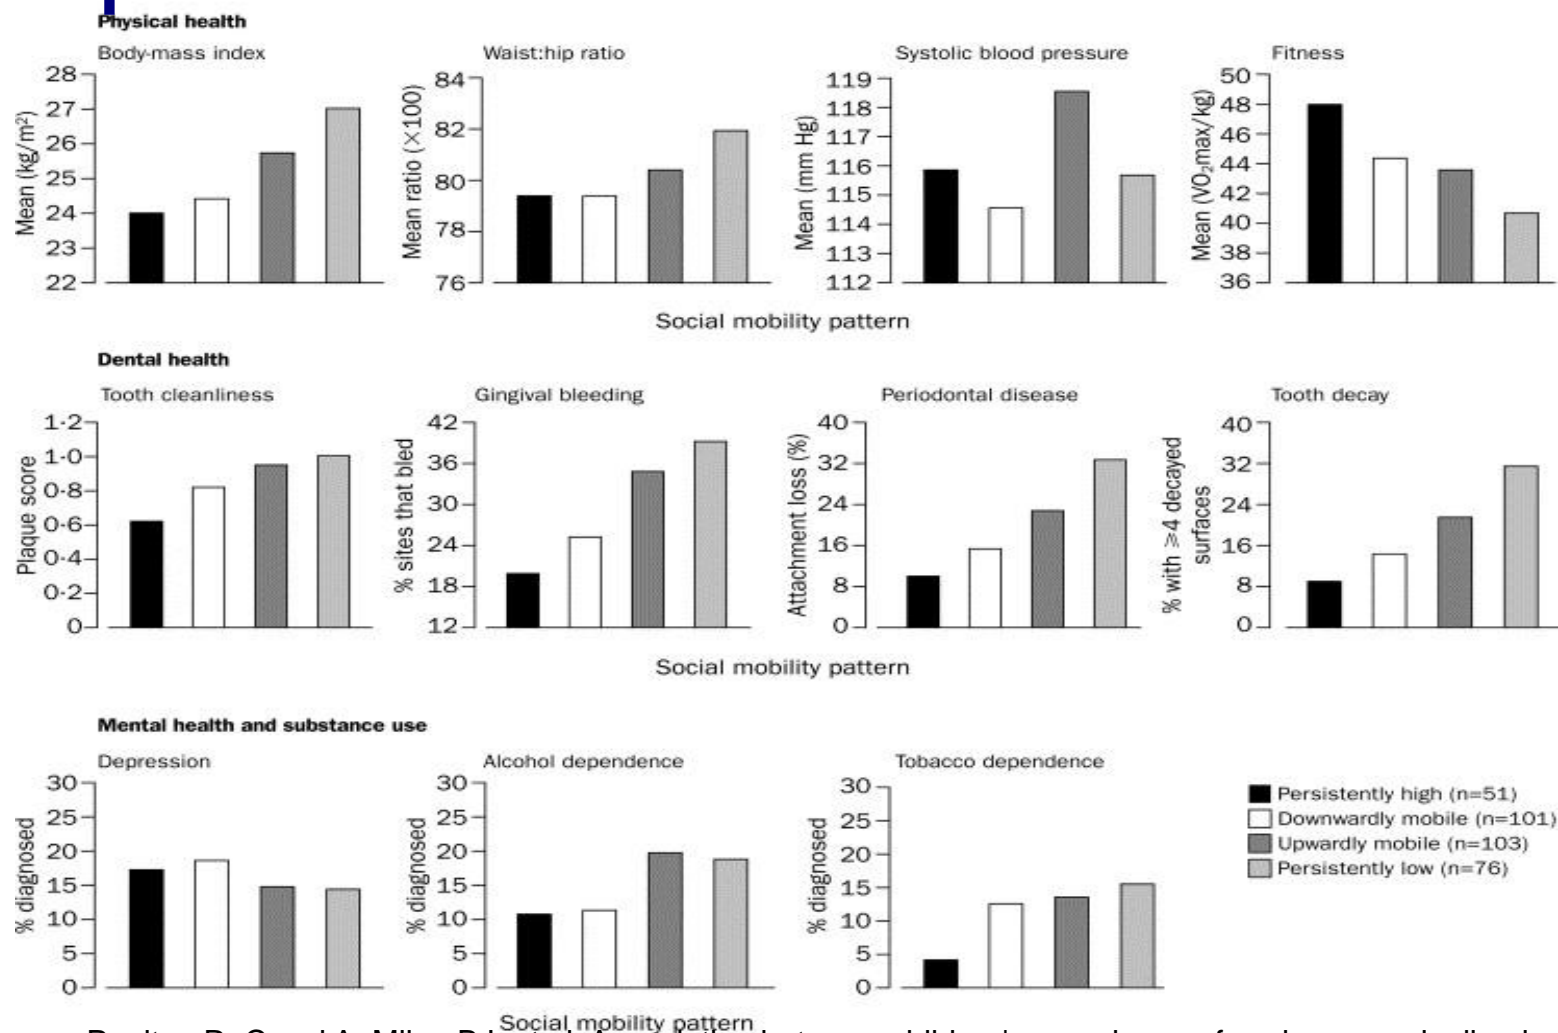 Physical health
Body-mass index
Waist:hip ratio
Systolic blood pressure
Fitness
Mean (kg/m²)
28
27
26
25
24
23
22
Mean ratio (×100)
84
82
80
78
76
Mean (mm Hg)
119
118
117
116
115
114
113
112
Mean (VO₂max/kg)
50
48
46
44
42
40
38
36
Social mobility pattern
Dental health
Tooth cleanliness
Gingival bleeding
Periodontal disease
Tooth decay
Plaque score
1·2
1·0
0·8
0·6
0·4
0·2
0
% sites that bled
42
36
30
24
18
12
Attachment loss (%)
40
32
24
16
8
0
% with ⩾4 decayed
surfaces
40
32
24
16
8
0
Social mobility pattern
Mental health and substance use
Depression
Alcohol dependence
Tobacco dependence
% diagnosed
30
25
20
15
10
5
0
% diagnosed
30
25
20
15
10
5
0
% diagnosed
30
25
20
15
10
5
0
Persistently high (n=51)
Downwardly mobile (n=101)
Upwardly mobile (n=103)
Persistently low (n=76)
Social mobility pattern